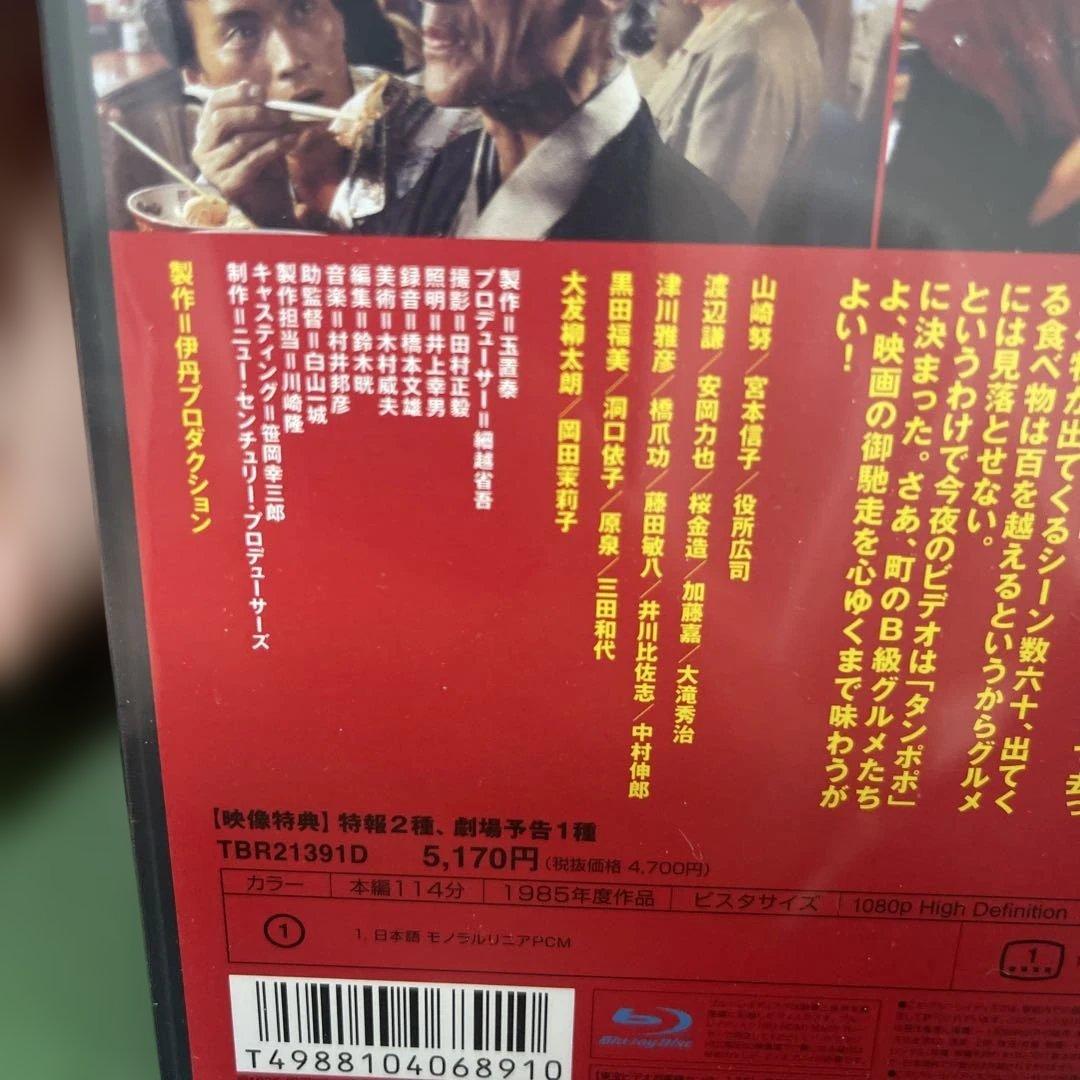 る食べ物は百を越えるというからグルメ
には見落とせない。
というわけで今夜のビデオは「タンポポ」
に決まった。さあ、町のB級グルメたち
よ、映画の御馳走を心ゆくまで味わうが
よい！
山崎努／宮本信子／役所広司
渡辺謙／安岡力也／桜金造／加藤嘉／大滝秀治
津川雅彦／橋爪功／藤田敏八／井川比佐志／中村伸郎
黒田福美／洞口依子／原泉／三田和代
大友柳太朗／岡田茉莉子
製作＝玉置泰
プロデューサー＝細越省吾
撮影＝田村正毅
照明＝井上幸男
録音＝橋本文雄
美術＝木村威夫
編集＝鈴木晄
音楽＝村井邦彦
助監督＝白山一城
製作担当＝川崎隆
キャスティング＝笹岡幸三郎
制作＝ニュー・センチュリー・プロデューサーズ
製作＝伊丹プロダクション
【映像特典】特報2種、劇場予告1種
TBR21391D 5,170円（税抜価格 4,700円）
カラー 本編114分 1985年度作品 ビスタサイズ 1080p High Definition
① 1. 日本語 モノラルリニアPCM
1
T4988104068910
Blu-ray Disc